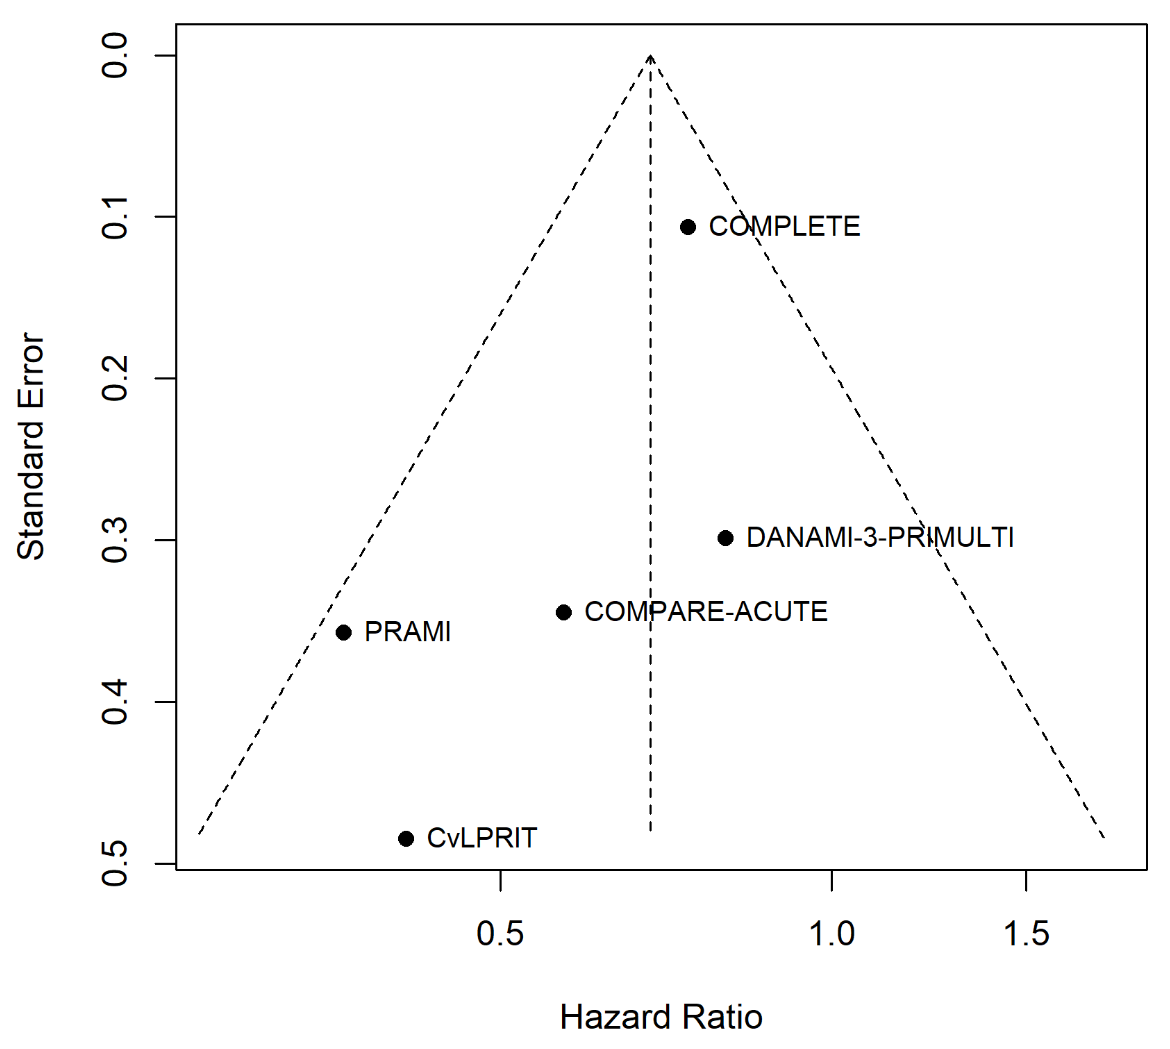 0.0
0.1
0.2
0.3
0.4
0.5
Standard Error
COMPLETE
DANAMI-3-PRIMULTI
COMPARE-ACUTE
PRAMI
CvLPRIT
0.5 1.0 1.5
Hazard Ratio